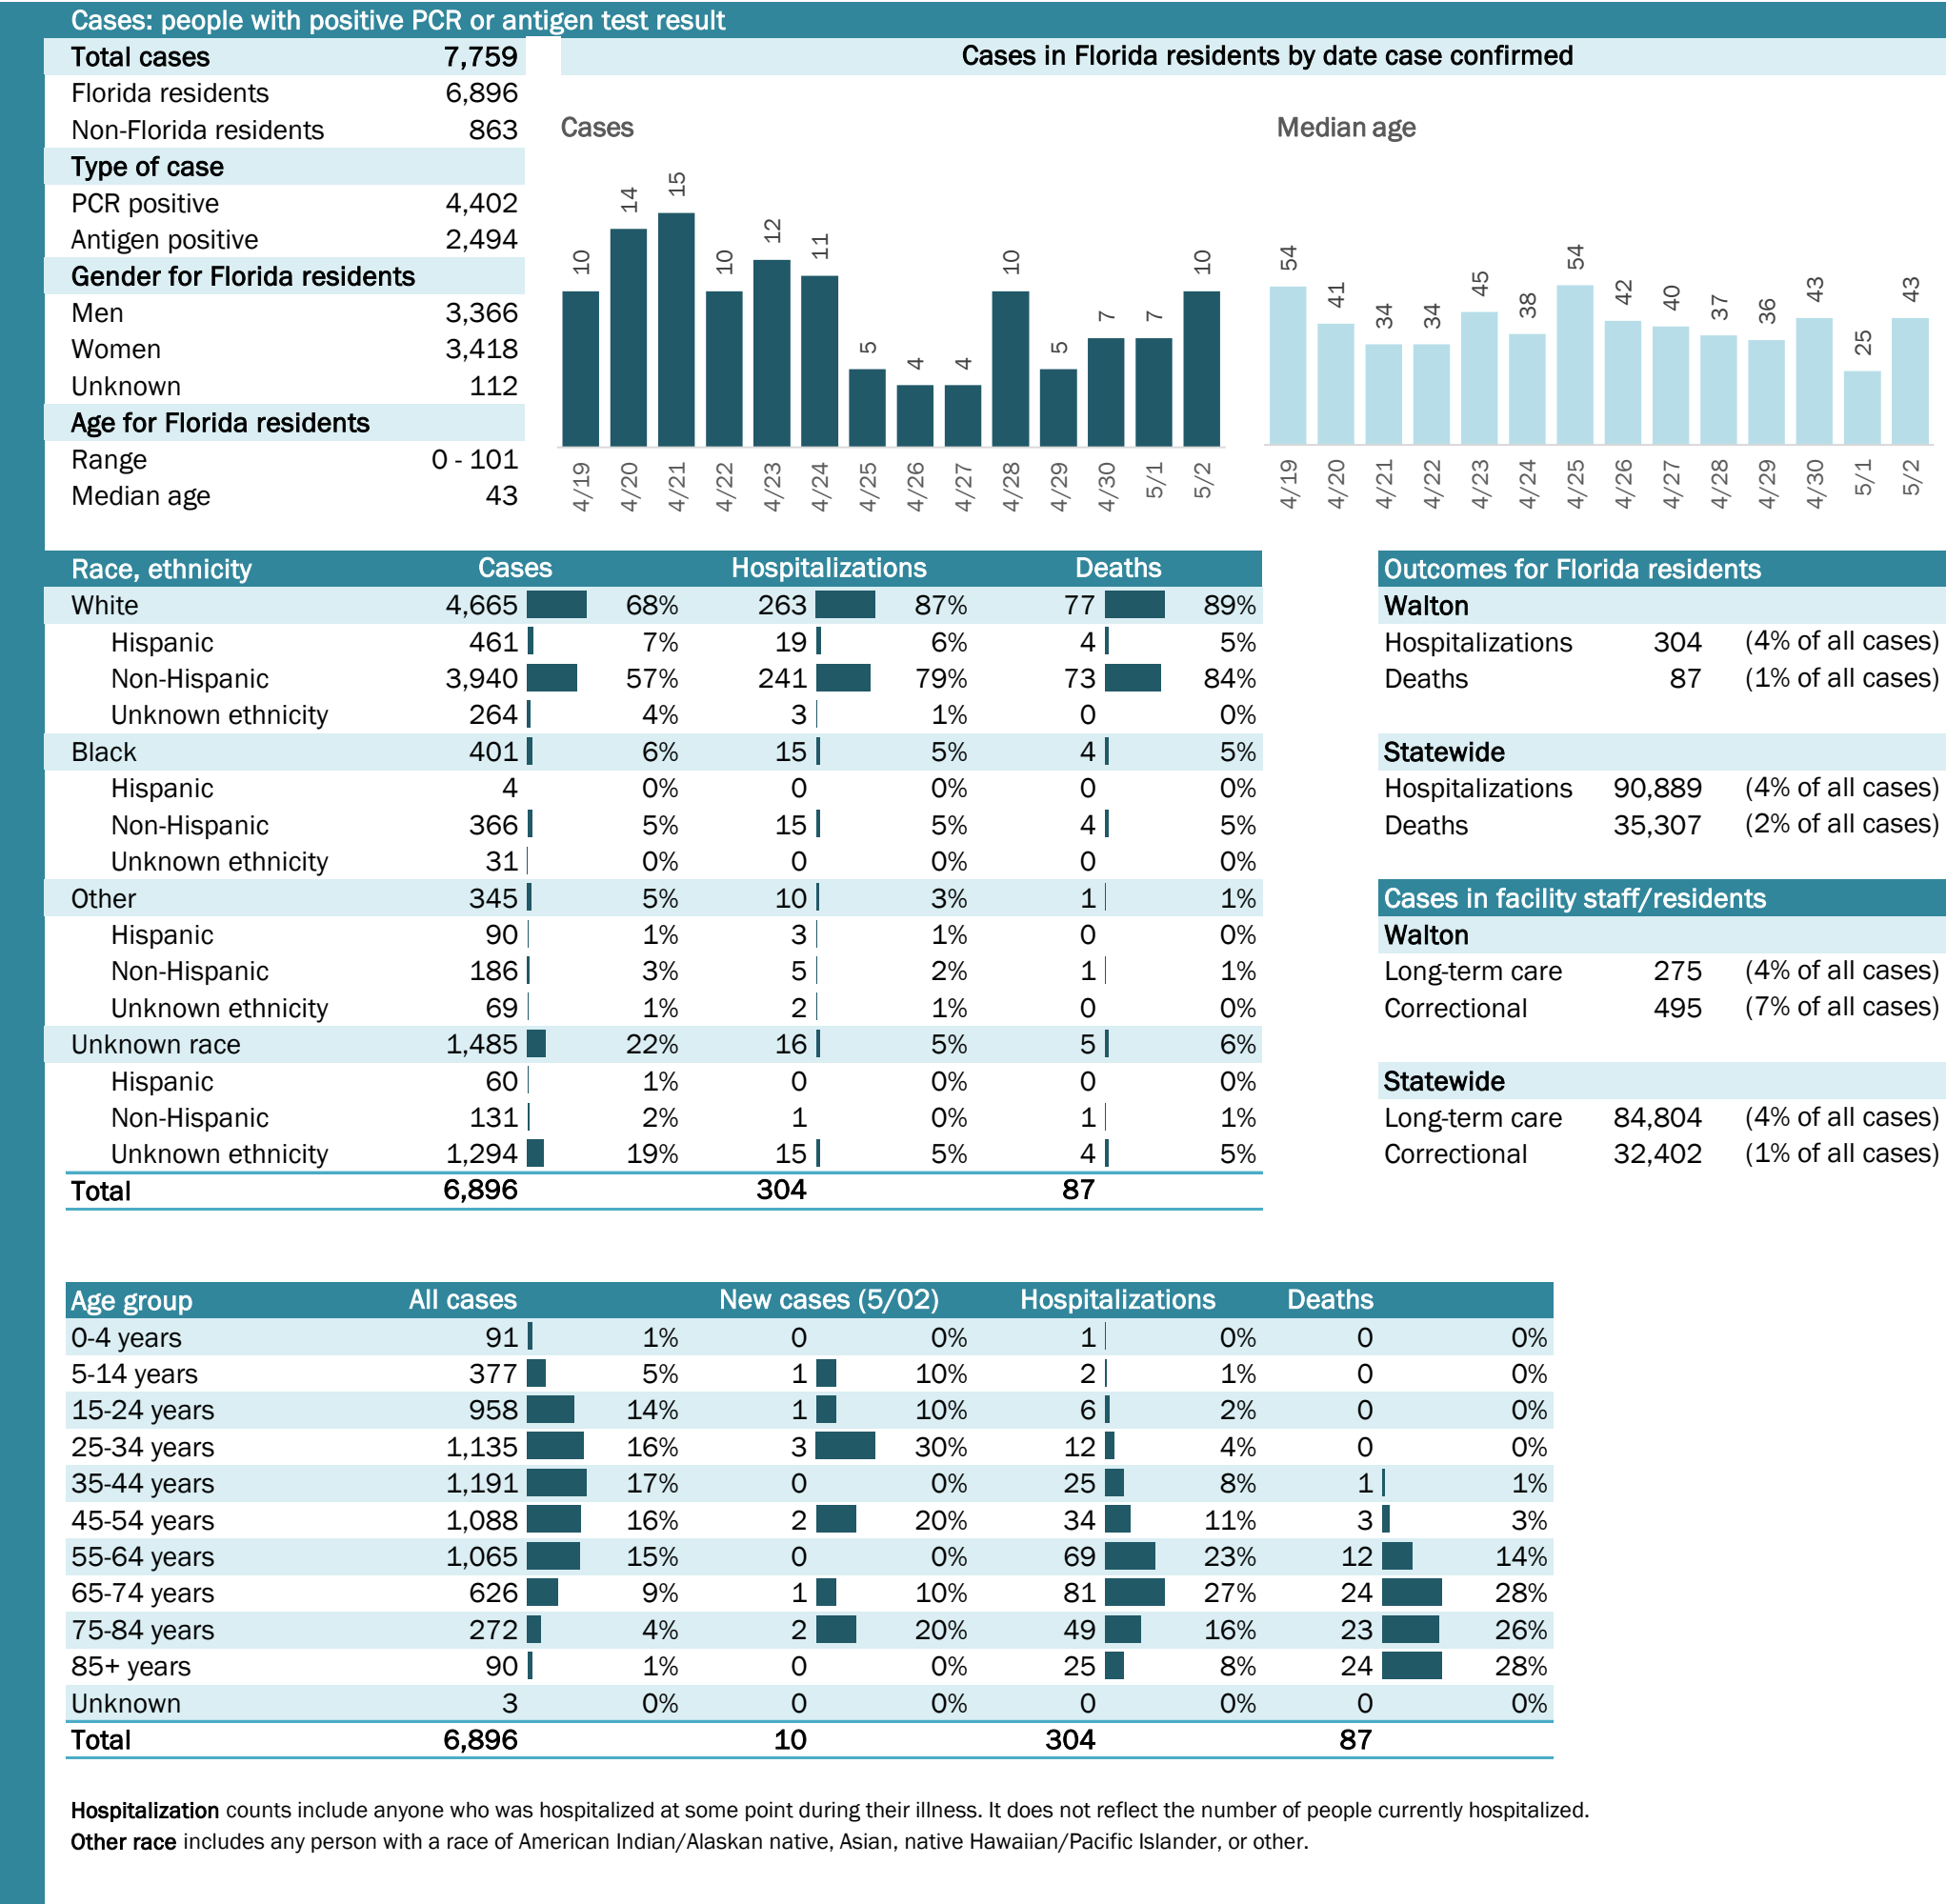 Cases: people with positive PCR or antigen test result
Total cases 7,759
Florida residents 6,896
Non-Florida residents 863
Type of case
PCR positive 4,402
Antigen positive 2,494
Gender for Florida residents
Men 3,366
Women 3,418
Unknown 112
Age for Florida residents
Range 0 - 101
Median age 43
Cases in Florida residents by date case confirmed
Cases
10 14 15 10 12 11 5 4 4 10 5 7 7 10
4/19 4/20 4/21 4/22 4/23 4/24 4/25 4/26 4/27 4/28 4/29 4/30 5/1 5/2
Median age
54 41 34 34 45 38 54 42 40 37 36 43 25 43
4/19 4/20 4/21 4/22 4/23 4/24 4/25 4/26 4/27 4/28 4/29 4/30 5/1 5/2
Race, ethnicity Cases Hospitalizations Deaths
White 4,665 68% 263 87% 77 89%
Hispanic 461 7% 19 6% 4 5%
Non-Hispanic 3,940 57% 241 79% 73 84%
Unknown ethnicity 264 4% 3 1% 0 0%
Black 401 6% 15 5% 4 5%
Hispanic 4 0% 0 0% 0 0%
Non-Hispanic 366 5% 15 5% 4 5%
Unknown ethnicity 31 0% 0 0% 0 0%
Other 345 5% 10 3% 1 1%
Hispanic 90 1% 3 1% 0 0%
Non-Hispanic 186 3% 5 2% 1 1%
Unknown ethnicity 69 1% 2 1% 0 0%
Unknown race 1,485 22% 16 5% 5 6%
Hispanic 60 1% 0 0% 0 0%
Non-Hispanic 131 2% 1 0% 1 1%
Unknown ethnicity 1,294 19% 15 5% 4 5%
Total 6,896 304 87
Outcomes for Florida residents
Walton
Hospitalizations 304 (4% of all cases)
Deaths 87 (1% of all cases)
Statewide
Hospitalizations 90,889 (4% of all cases)
Deaths 35,307 (2% of all cases)
Cases in facility staff/residents
Walton
Long-term care 275 (4% of all cases)
Correctional 495 (7% of all cases)
Statewide
Long-term care 84,804 (4% of all cases)
Correctional 32,402 (1% of all cases)
Age group All cases New cases (5/02) Hospitalizations Deaths
0-4 years 91 1% 0 0% 1 0% 0 0%
5-14 years 377 5% 1 10% 2 1% 0 0%
15-24 years 958 14% 1 10% 6 2% 0 0%
25-34 years 1,135 16% 3 30% 12 4% 0 0%
35-44 years 1,191 17% 0 0% 25 8% 1 1%
45-54 years 1,088 16% 2 20% 34 11% 3 3%
55-64 years 1,065 15% 0 0% 69 23% 12 14%
65-74 years 626 9% 1 10% 81 27% 24 28%
75-84 years 272 4% 2 20% 49 16% 23 26%
85+ years 90 1% 0 0% 25 8% 24 28%
Unknown 3 0% 0 0% 0 0% 0 0%
Total 6,896 10 304 87
Hospitalization counts include anyone who was hospitalized at some point during their illness. It does not reflect the number of people currently hospitalized.
Other race includes any person with a race of American Indian/Alaskan native, Asian, native Hawaiian/Pacific Islander, or other.